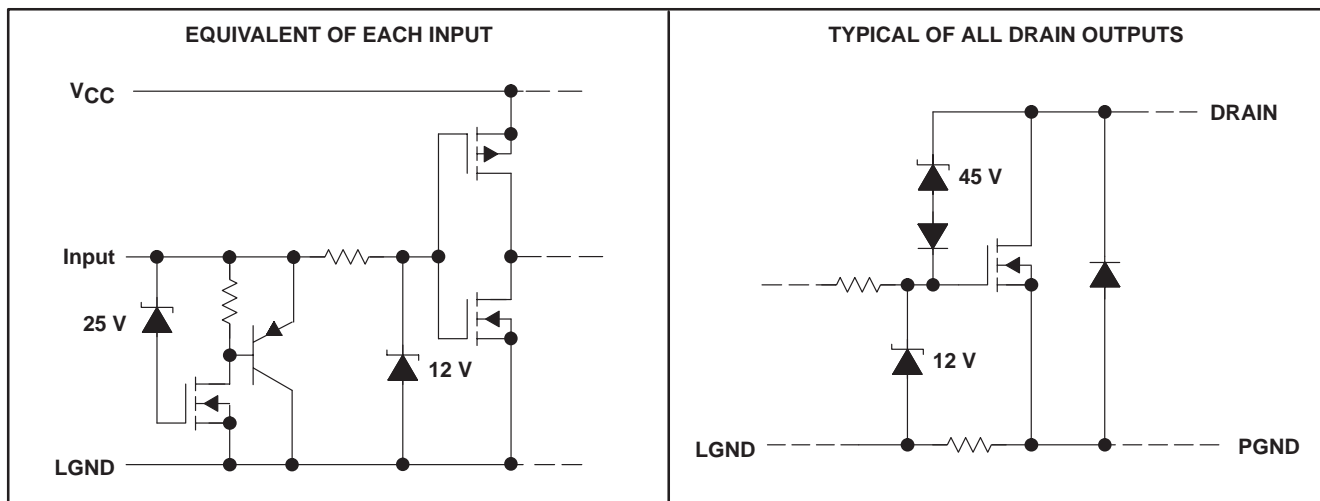 EQUIVALENT OF EACH INPUT
VCC
Input
25 V
12 V
LGND
TYPICAL OF ALL DRAIN OUTPUTS
DRAIN
45 V
12 V
LGND
PGND